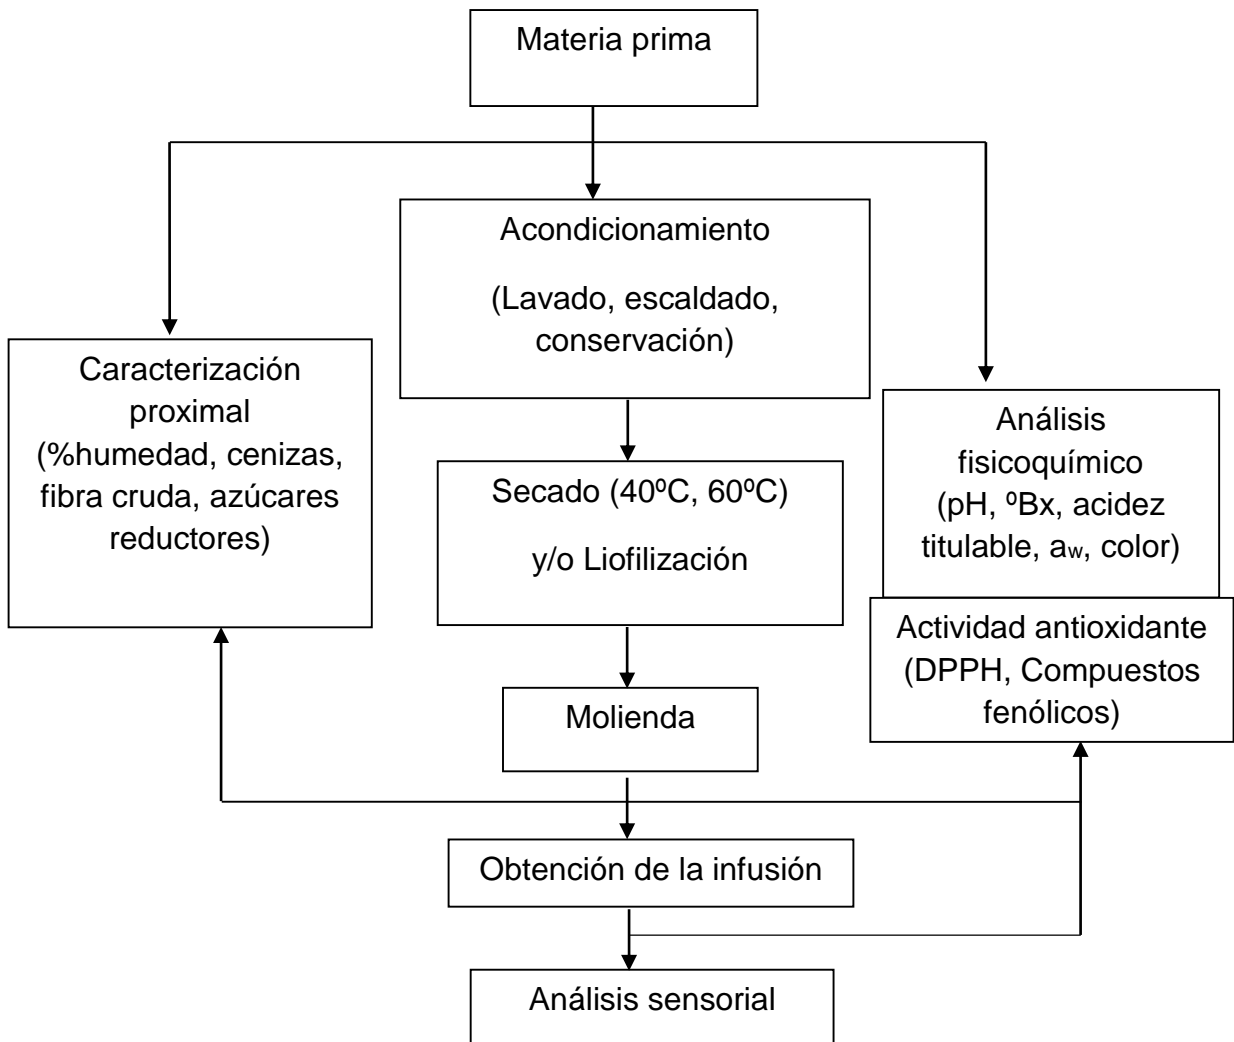 Materia prima
Acondicionamiento
(Lavado, escaldado,
conservación)
Caracterización
proximal
(%humedad, cenizas,
fibra cruda, azúcares
reductores)
Secado (40ºC, 60ºC)
y/o Liofilización
Análisis
fisicoquímico
(pH, ºBx, acidez
titulable, aw, color)
Actividad antioxidante
(DPPH, Compuestos
fenólicos)
Molienda
Obtención de la infusión
Análisis sensorial